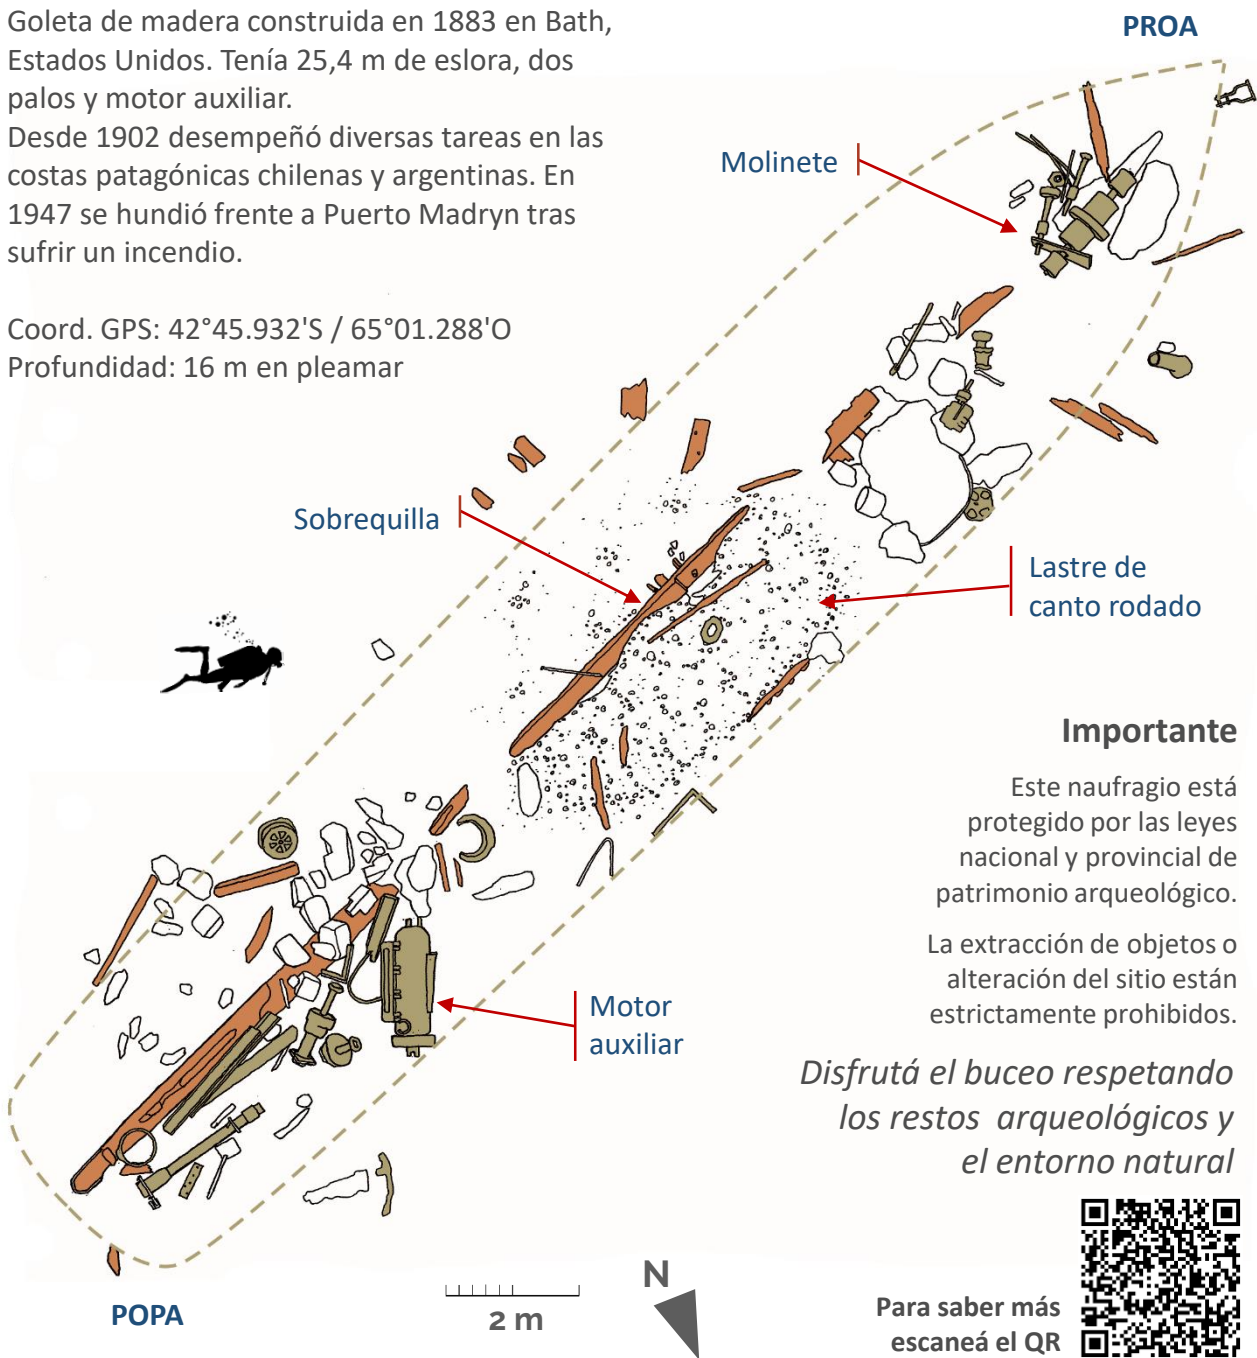 Goleta de madera construida en 1883 en Bath,
Estados Unidos. Tenía 25,4 m de eslora, dos
palos y motor auxiliar.
Desde 1902 desempeñó diversas tareas en las
costas patagónicas chilenas y argentinas. En
1947 se hundió frente a Puerto Madryn tras
sufrir un incendio.
Coord. GPS: 42°45.932'S / 65°01.288'O
Profundidad: 16 m en pleamar
PROA
Molinete
Sobrequilla
Lastre de
canto rodado
Importante
Este naufragio está
protegido por las leyes
nacional y provincial de
patrimonio arqueológico.
La extracción de objetos o
alteración del sitio están
estrictamente prohibidos.
Motor
auxiliar
Disfrutá el buceo respetando
los restos arqueológicos y
el entorno natural
POPA
2 m
N
Para saber más
escaneá el QR